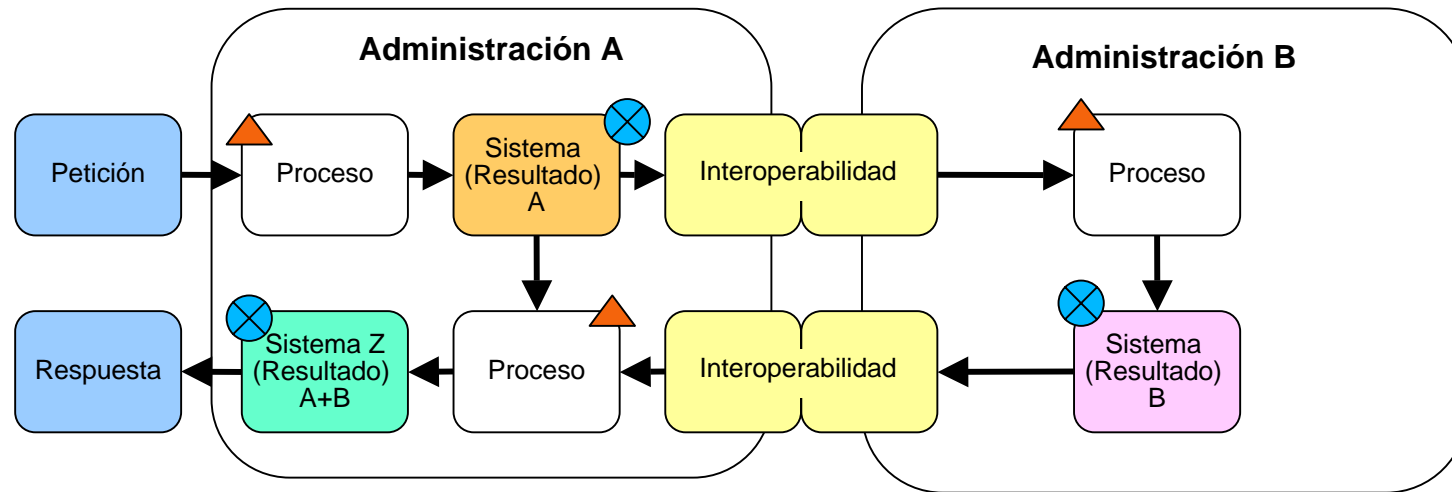 Administración A
Administración B
Petición
Proceso
Sistema
(Resultado)
A
Interoperabilidad
Proceso
Respuesta
Sistema Z
(Resultado)
A+B
Proceso
Interoperabilidad
Sistema
(Resultado)
B